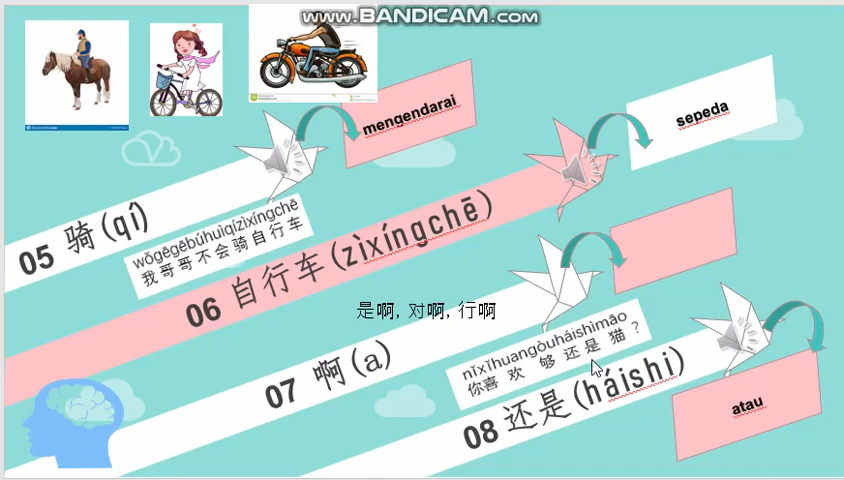 www.BANDICAM.com
mengendarai
sepeda
05 骑(qí)
wǒgēgēbúhuìqízìxíngchē
我哥哥不会骑自行车
06 自行车(zìxíngchē)
是啊, 对啊, 行啊
07 啊(a)
nǐxǐhuangòuháishìmāo
你喜 欢 够 还 是 猫 ?
08 还是(háishi)
atau